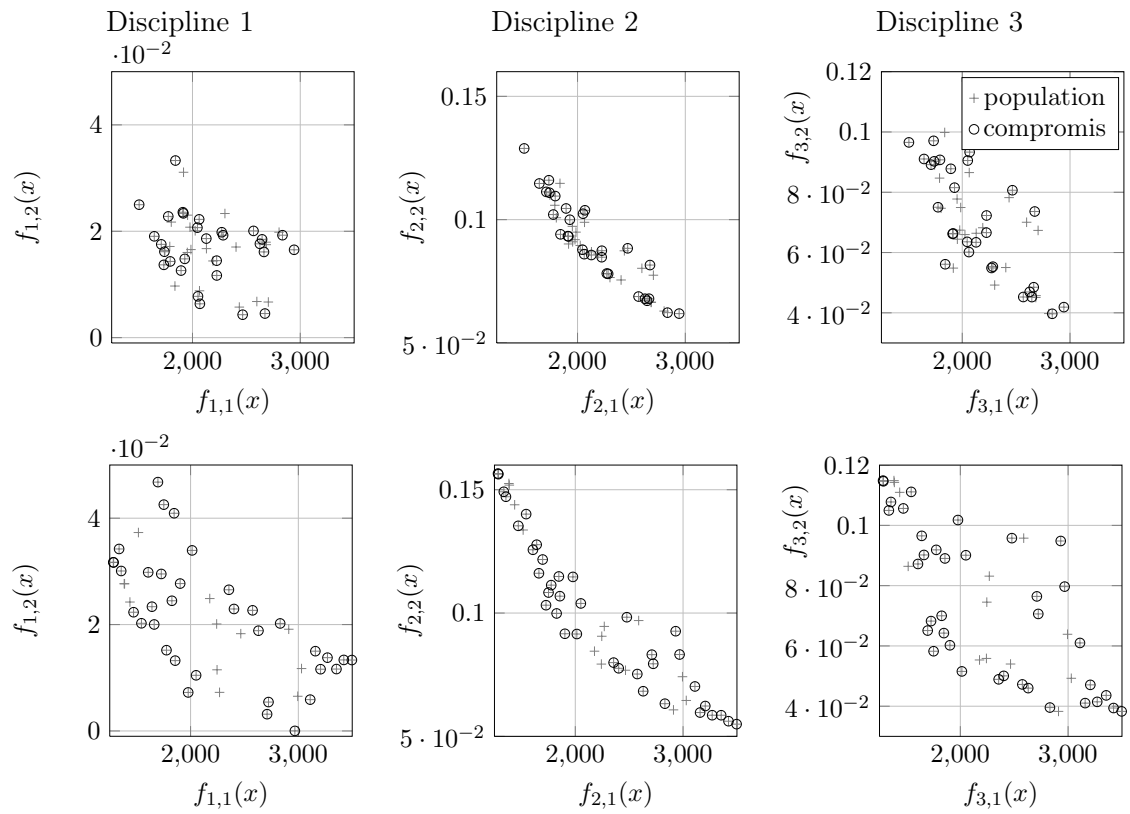 Discipline 1
Discipline 2
Discipline 3
·10⁻²
4
2
0
2,000
3,000
f₁,₁(x)
f₁,₂(x)
0.15
0.1
5 · 10⁻²
2,000
3,000
f₂,₁(x)
f₂,₂(x)
0.12
0.1
8 · 10⁻²
6 · 10⁻²
4 · 10⁻²
2,000
3,000
f₃,₁(x)
f₃,₂(x)
population
compromis
·10⁻²
4
2
0
2,000
3,000
f₁,₁(x)
f₁,₂(x)
0.15
0.1
5 · 10⁻²
2,000
3,000
f₂,₁(x)
f₂,₂(x)
0.12
0.1
8 · 10⁻²
6 · 10⁻²
4 · 10⁻²
2,000
3,000
f₃,₁(x)
f₃,₂(x)